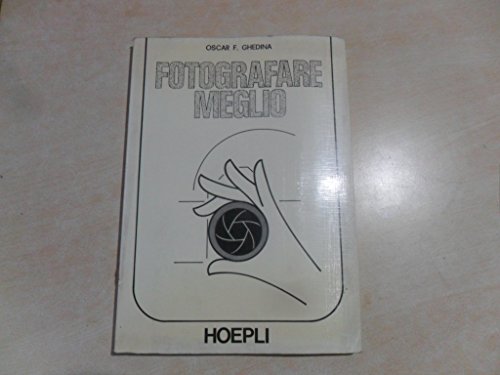 OSCAR F. GHEDINA
FOTOGRAFARE
MEGLIO
HOEPLI